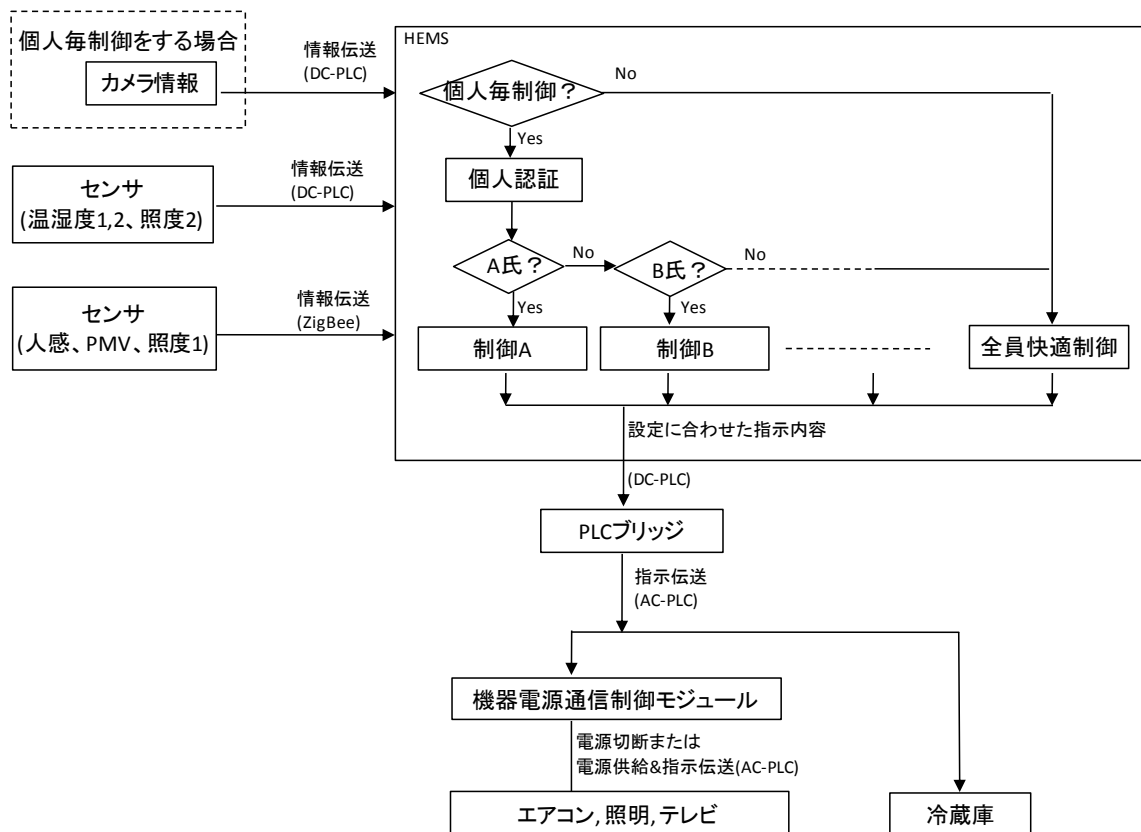 個人毎制御をする場合
カメラ情報
情報伝送
(DC-PLC)
HEMS
個人毎制御？
No
Yes
個人認証
センサ
(温湿度1,2、照度2)
情報伝送
(DC-PLC)
A氏？
No
B氏？
No
Yes
Yes
センサ
(人感、PMV、照度1)
情報伝送
(ZigBee)
制御A
制御B
全員快適制御
設定に合わせた指示内容
(DC-PLC)
PLCブリッジ
指示伝送
(AC-PLC)
機器電源通信制御モジュール
電源切断または
電源供給&指示伝送(AC-PLC)
エアコン, 照明, テレビ
冷蔵庫